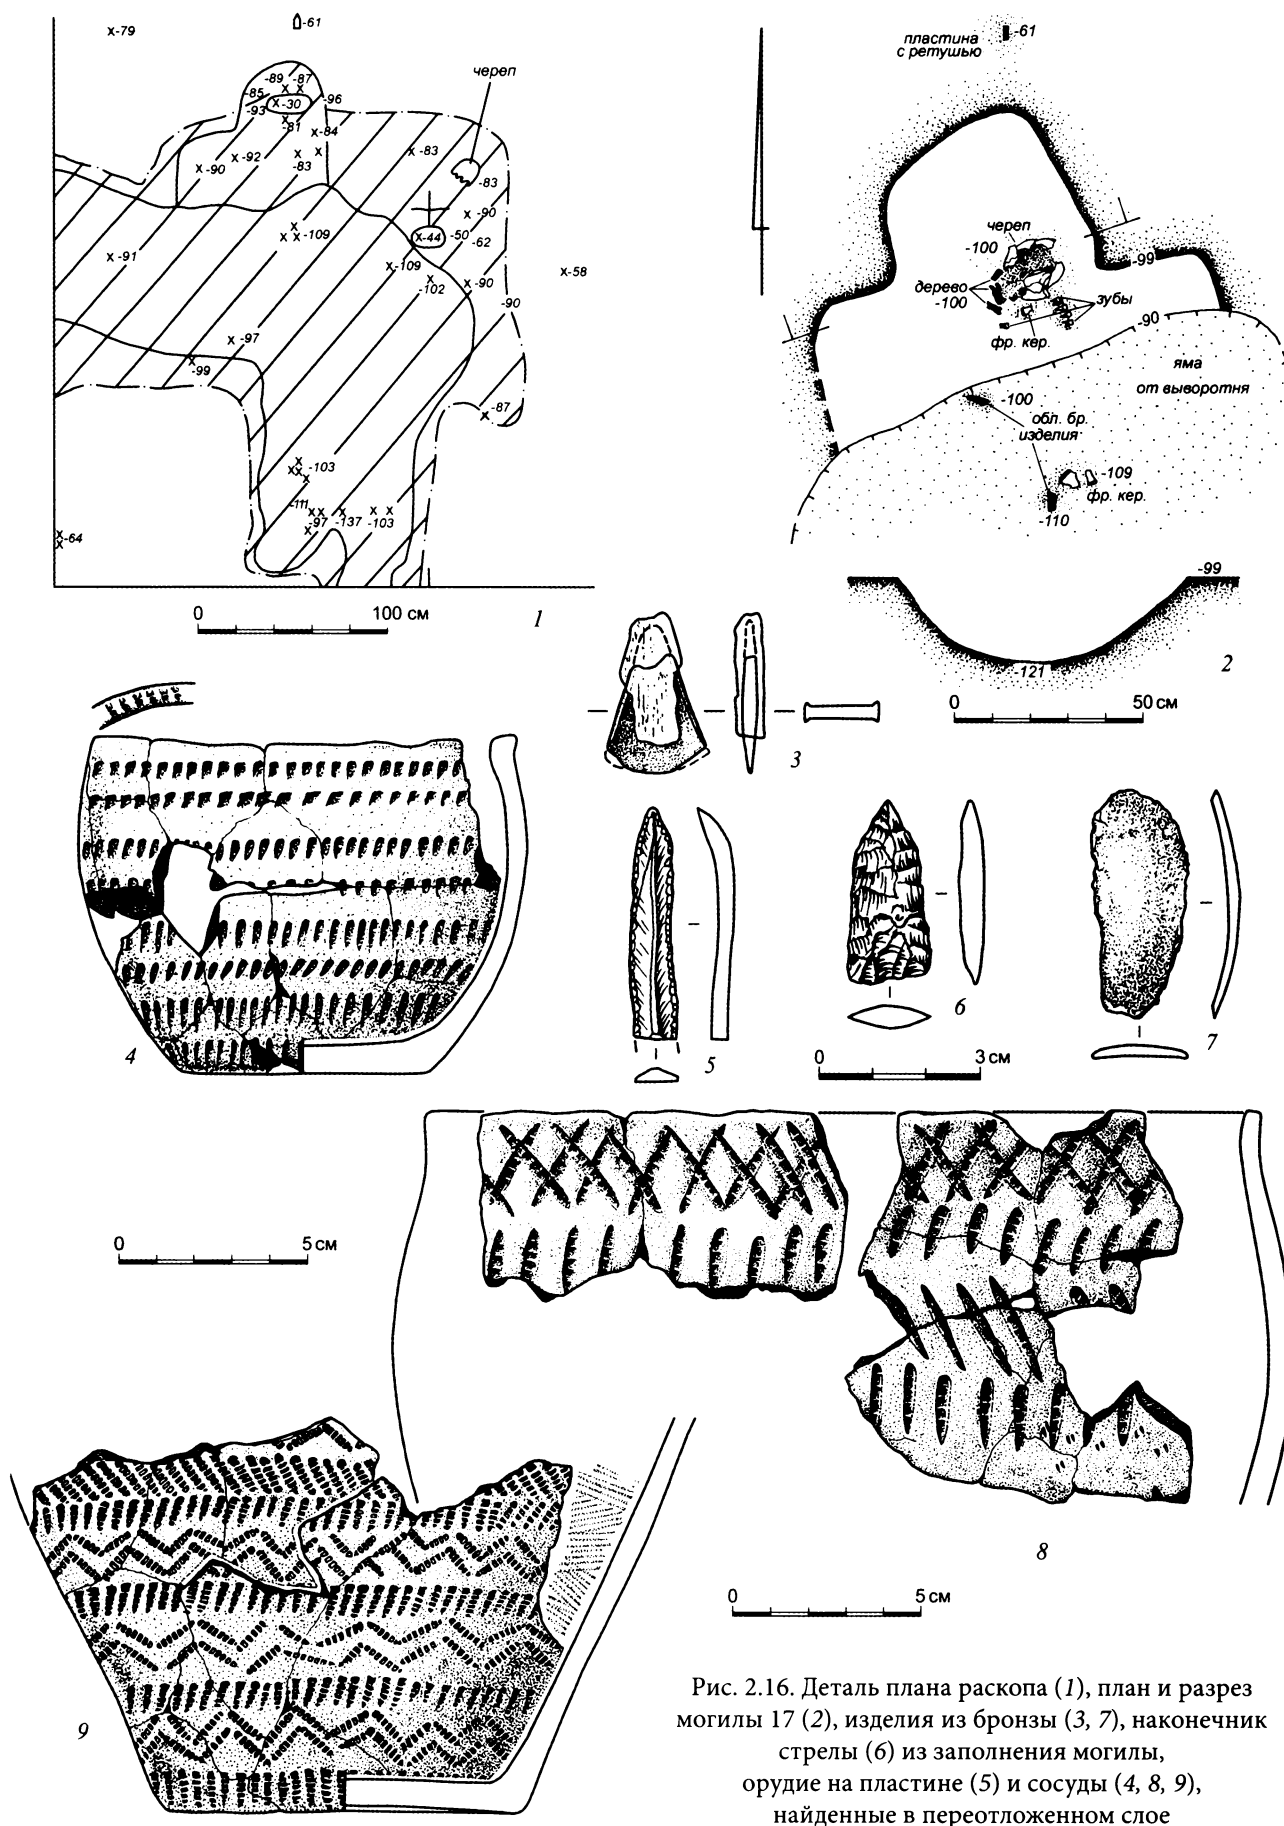 -79
-61
череп
-89 -87
-85
-30
-96
-93
-81
-84
-92
-83
-83
-90
-83
-90
-109
-44
-50
-62
-91
-109
-58
-102
-90
-90
-97
-99
-87
-103
-111
-97
-137
-103
-64
0 100 см
1
пластина
с ретушью
-61
череп
-100
-99
дерево
-100
зубы
-90
фр. кер.
яма
от выворотня
-100
обл. бр.
изделия
-109
фр. кер.
-110
-99
-121
2
0 50 см
3
4
5
6
7
0 3 см
0 5 см
8
9
0 5 см
Рис. 2.16. Деталь плана раскопа (1), план и разрез
могилы 17 (2), изделия из бронзы (3, 7), наконечник
стрелы (6) из заполнения могилы,
орудие на пластине (5) и сосуды (4, 8, 9),
найденные в переотложенном слое